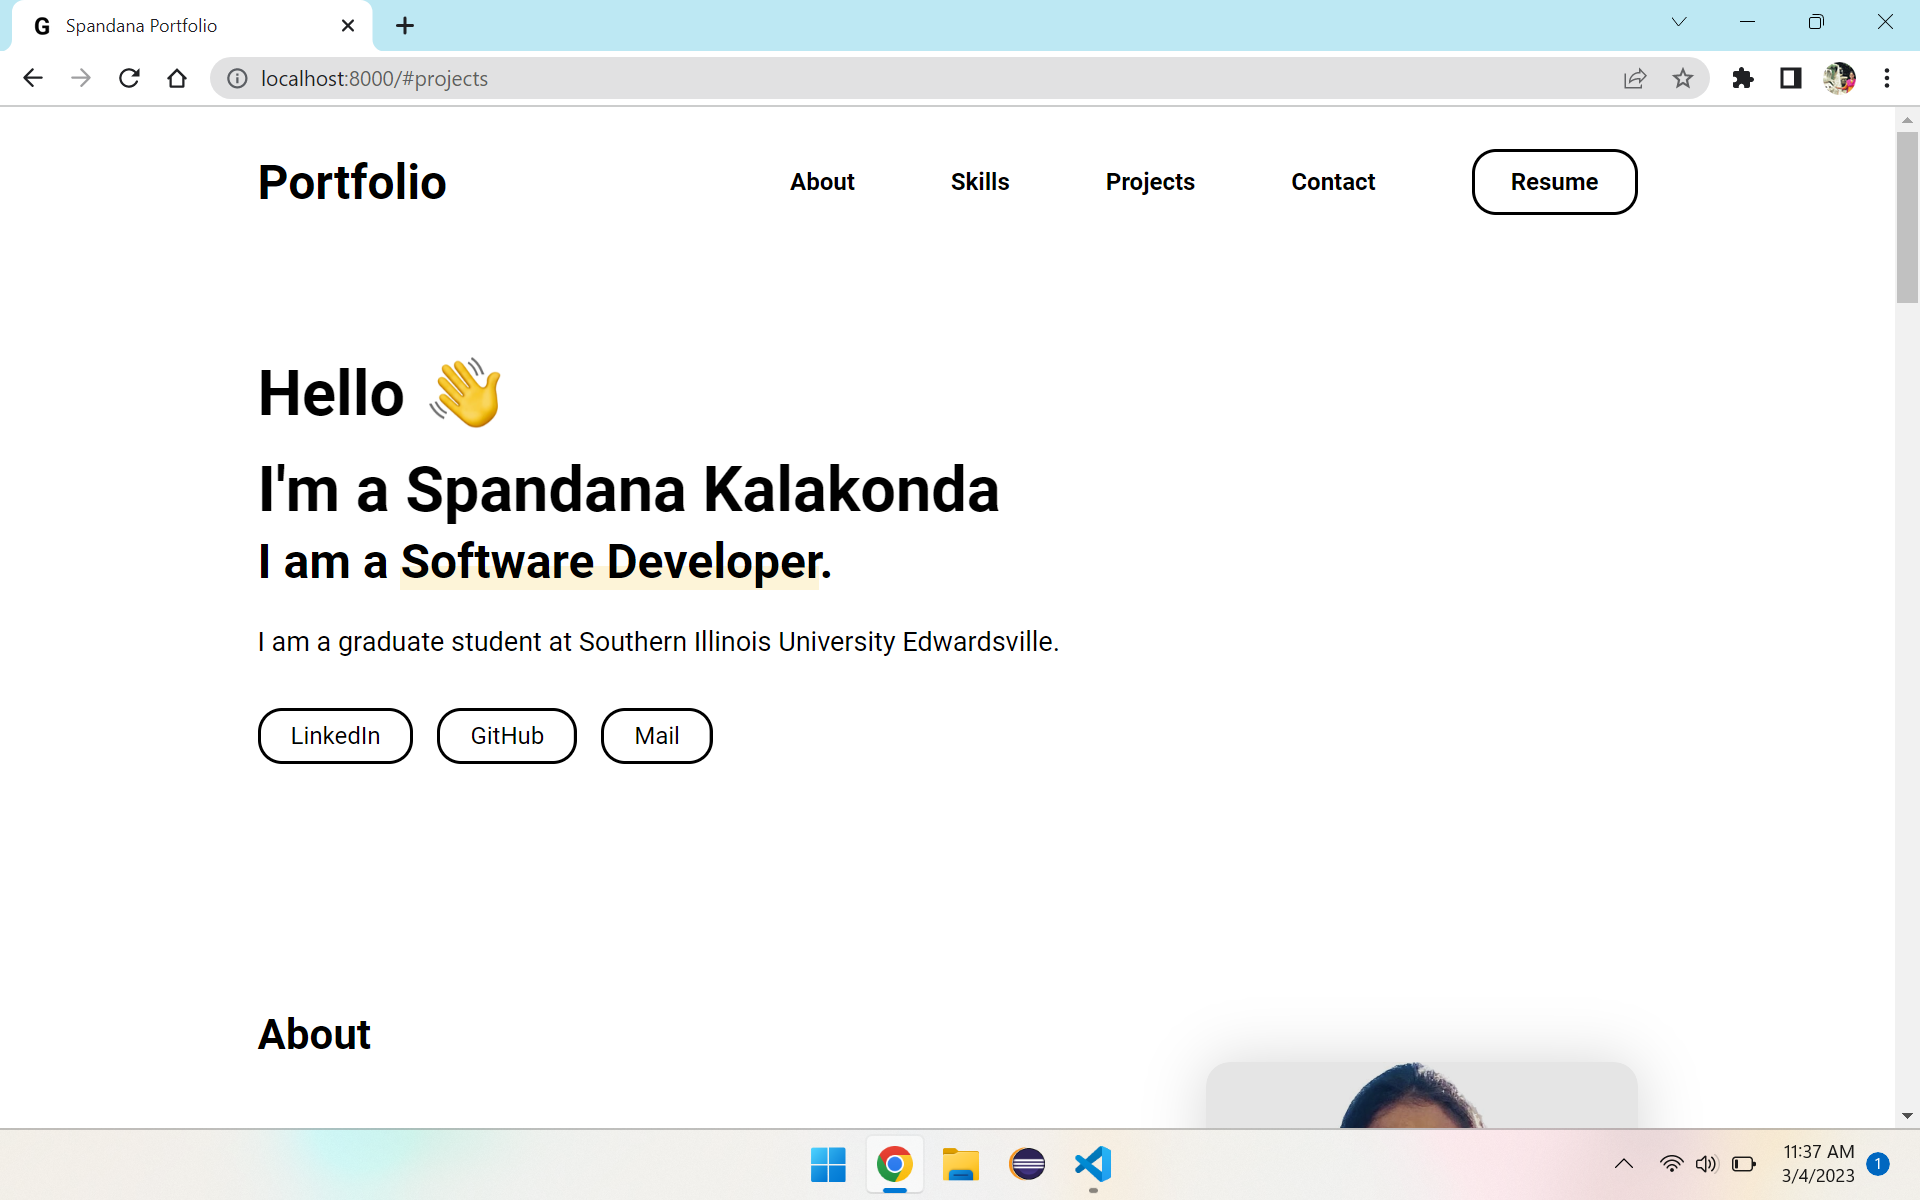 G Spandana Portfolio
localhost:8000/#projects
Portfolio About Skills Projects Contact Resume
Hello 👋
I'm a Spandana Kalakonda
I am a Software Developer.
I am a graduate student at Southern Illinois University Edwardsville.
LinkedIn GitHub Mail
About
11:37 AM
3/4/2023
1